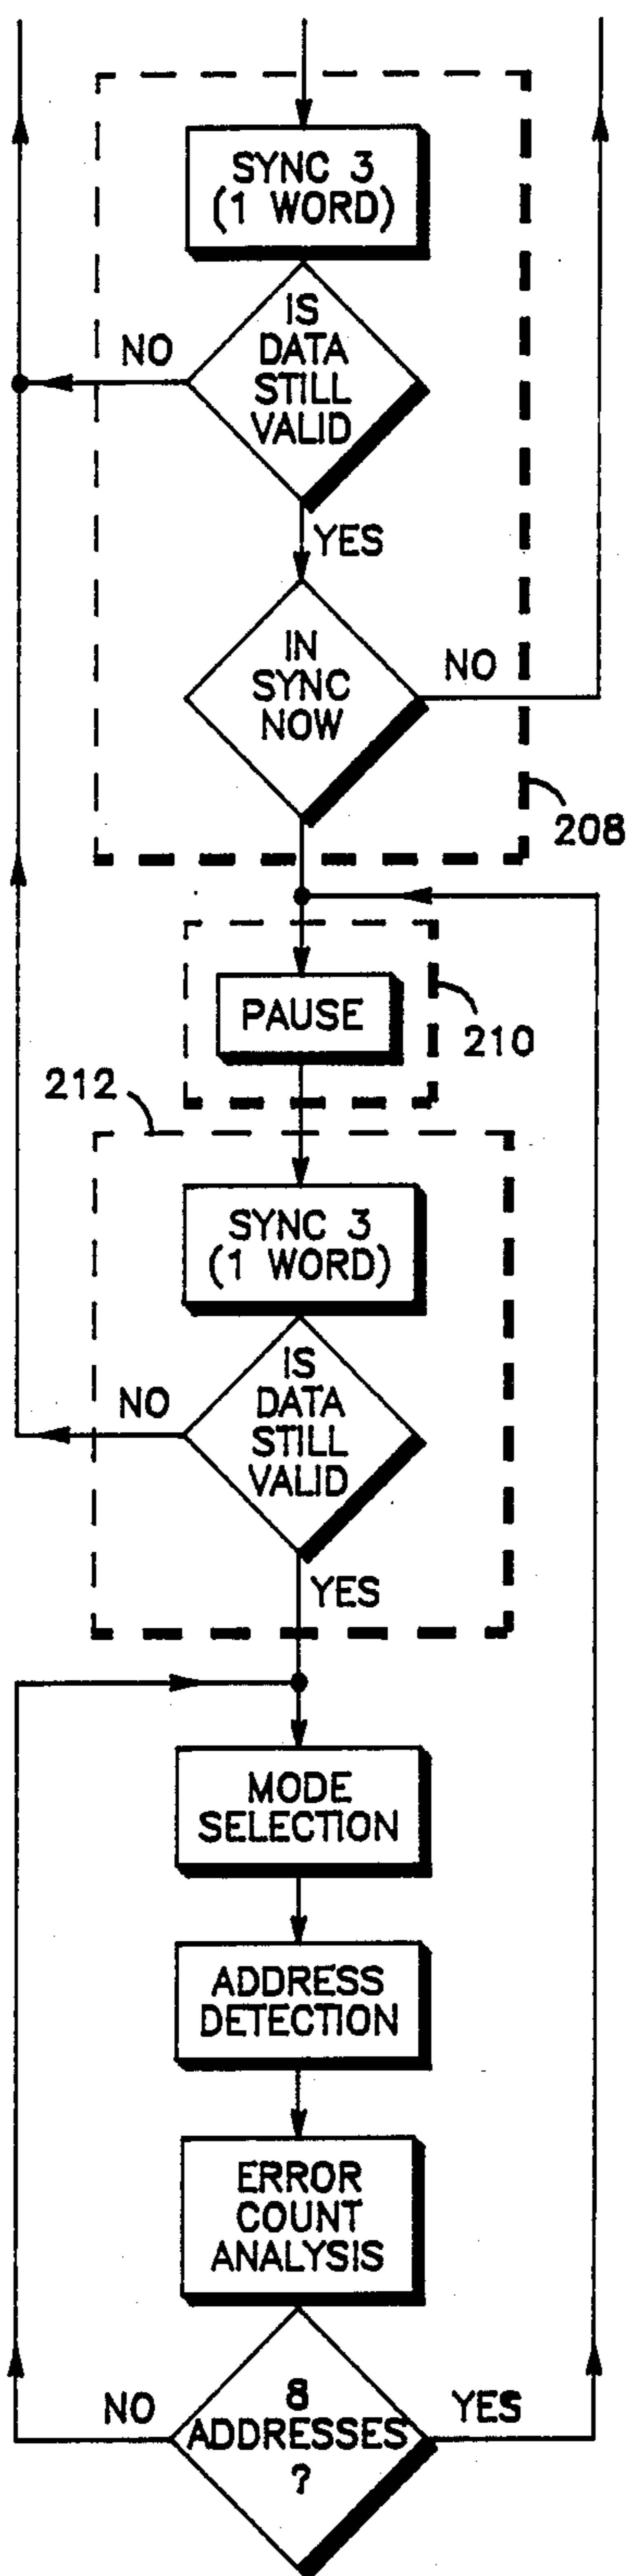 SYNC 3
(1 WORD)
IS
DATA
STILL
VALID
NO
YES
IN
SYNC
NOW
NO
208
PAUSE
210
212
SYNC 3
(1 WORD)
IS
DATA
STILL
VALID
NO
YES
MODE
SELECTION
ADDRESS
DETECTION
ERROR
COUNT
ANALYSIS
8
ADDRESSES
?
NO
YES